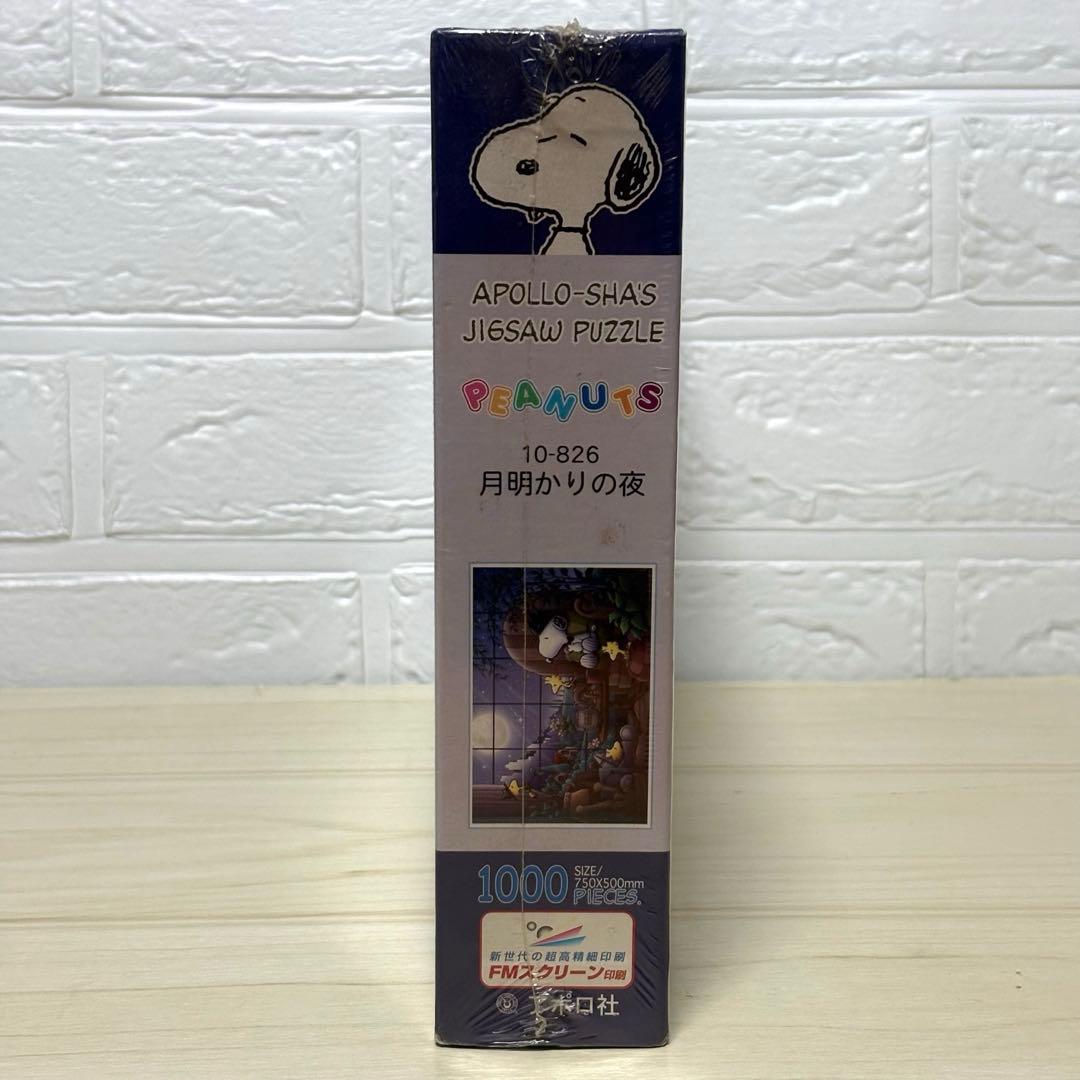 APOLLO-SHA'S
JIGSAW PUZZLE
PEANUTS
10-826
月明かりの夜
1000 PIECES.
SIZE/
750X500mm
新世代の超高精細印刷
FMスクリーン印刷
アポロ社